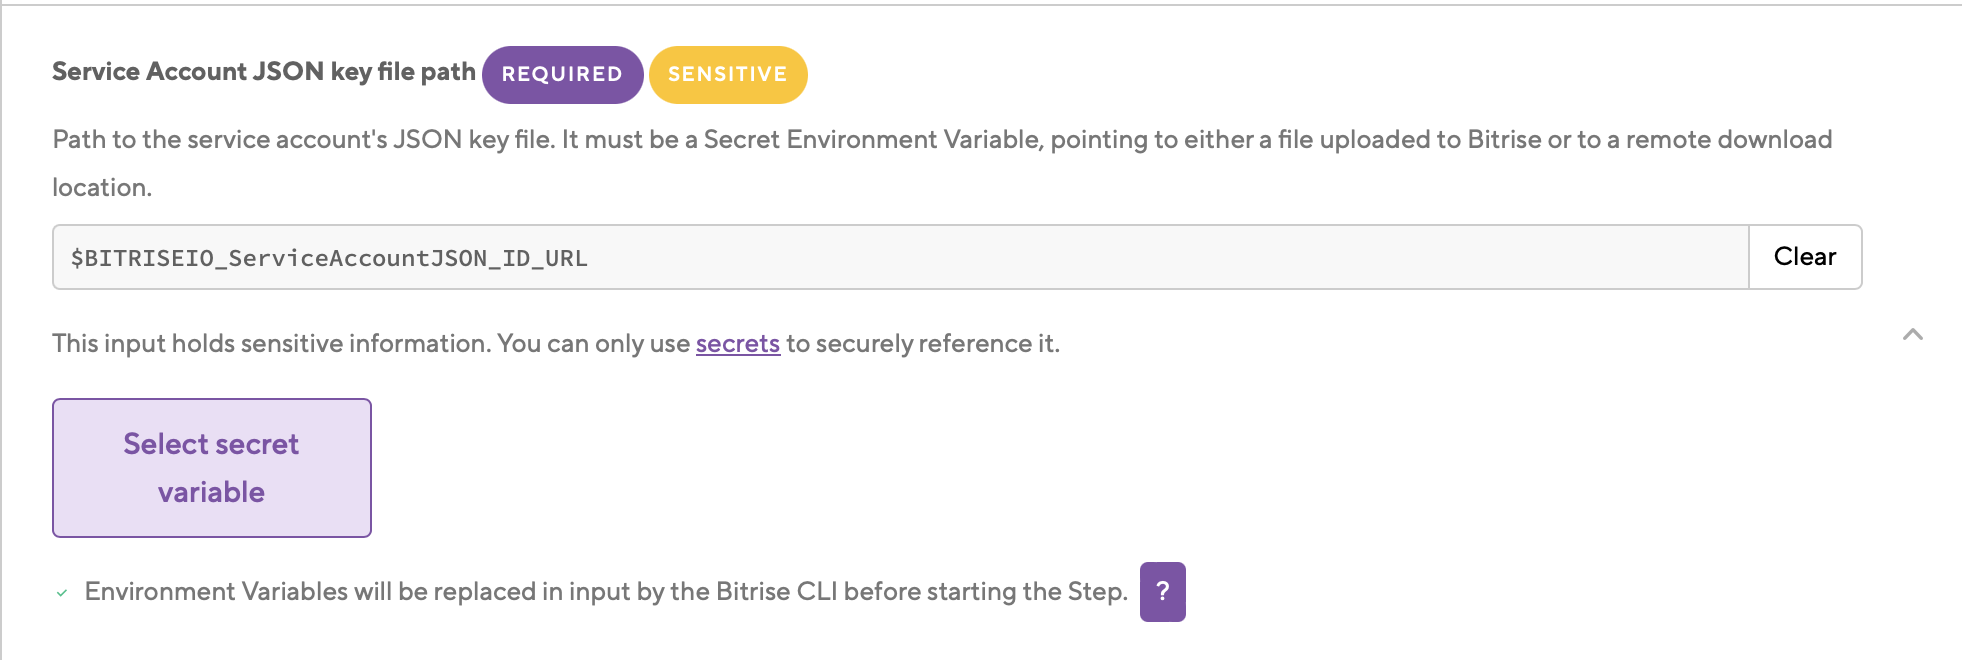 Service Account JSON key file path REQUIRED SENSITIVE
Path to the service account's JSON key file. It must be a Secret Environment Variable, pointing to either a file uploaded to Bitrise or to a remote download
location.
$BITRISEIO_ServiceAccountJSON_ID_URL Clear
This input holds sensitive information. You can only use secrets to securely reference it.
Select secret
variable
Environment Variables will be replaced in input by the Bitrise CLI before starting the Step. ?